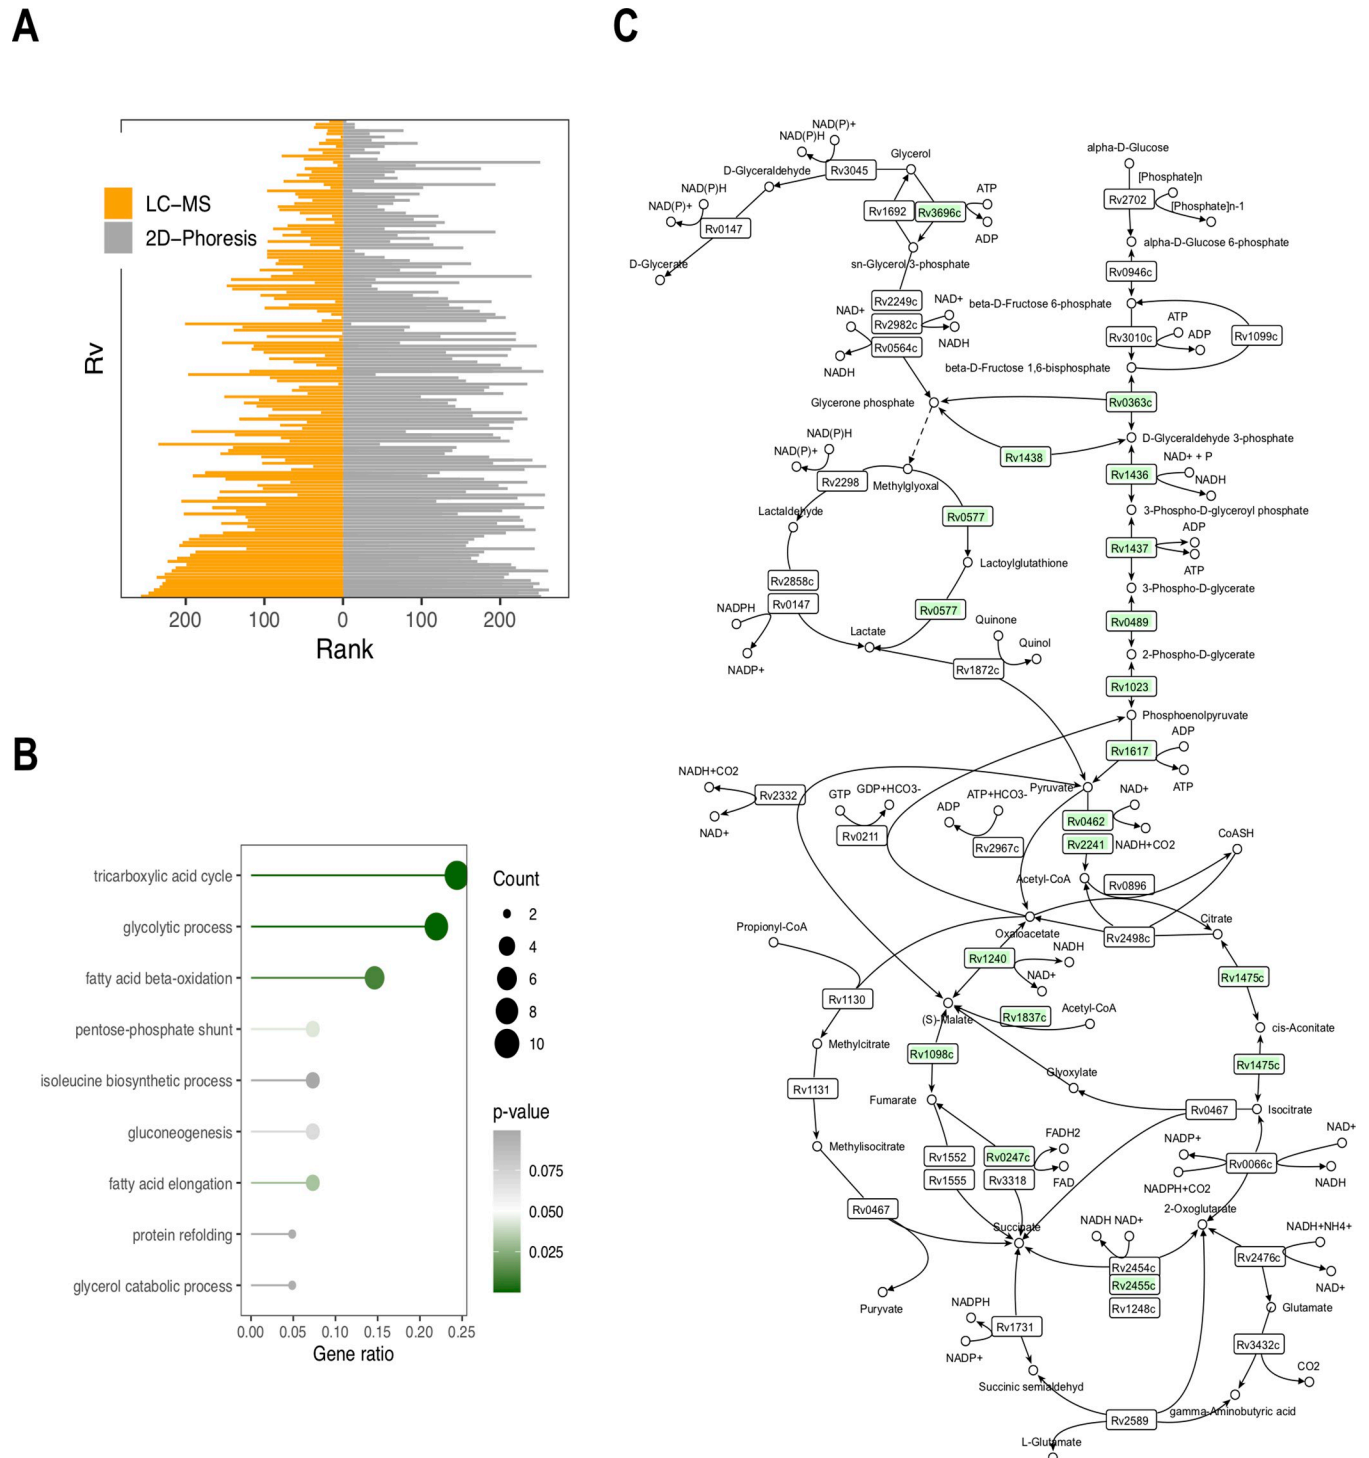 A
LC-MS
2D-Phoresis
Rv
200 100 0 100 200
Rank
B
tricarboxylic acid cycle
glycolytic process
fatty acid beta-oxidation
pentose-phosphate shunt
isoleucine biosynthetic process
gluconeogenesis
fatty acid elongation
protein refolding
glycerol catabolic process
0.00 0.05 0.10 0.15 0.20 0.25
Gene ratio
Count
2
4
6
8
10
p-value
0.075
0.050
0.025
C
NAD(P)+
NAD(P)H
Glycerol
D-Glyceraldehyde
Rv3045
NAD(P)H
NAD(P)+
Rv0147
D-Glycerate
Rv1692
Rv3696c
ATP
ADP
sn-Glycerol 3-phosphate
Rv2249c
Rv2982c
Rv0564c
NAD+
NADH
NAD+
NADH
Glycerone phosphate
alpha-D-Glucose
[Phosphate]n
Rv2702
[Phosphate]n-1
alpha-D-Glucose 6-phosphate
Rv0946c
beta-D-Fructose 6-phosphate
ATP
Rv3010c
ADP
Rv1099c
beta-D-Fructose 1,6-bisphosphate
Rv0363c
Rv1438
D-Glyceraldehyde 3-phosphate
NAD+ + P
Rv1436
NADH
3-Phospho-D-glyceroyl phosphate
ADP
Rv1437
ATP
3-Phospho-D-glycerate
Rv0489
2-Phospho-D-glycerate
Rv1023
Phosphoenolpyruvate
ADP
Rv1617
ATP
NAD(P)H
NAD(P)+
Rv2298
Methylglyoxal
Lactaldehyde
Rv0577
Lactoylglutathione
Rv2858c
Rv0147
Rv0577
NADPH
NADP+
Lactate
Quinone
Quinol
Rv1872c
NADH+CO2
Rv2332
NAD+
GTP
GDP+HCO3-
Rv0211
ADP
ATP+HCO3-
Rv2967c
Pyruvate
NAD+
Rv0462
Rv2241
NADH+CO2
CoASH
Acetyl-CoA
Rv0896
Citrate
Propionyl-CoA
Oxaloacetate
Rv2498c
Rv1240
NADH
NAD+
Rv1475c
Rv1130
(S)-Malate
Rv1837c
Acetyl-CoA
cis-Aconitate
Methylcitrate
Rv1098c
Rv1475c
Rv1131
Glyoxylate
Fumarate
Rv0467
Isocitrate
Methylisocitrate
Rv1552
Rv1555
Rv0247c
Rv3318
FADH2
FAD
NADP+
NAD+
Rv0066c
NADPH+CO2
NADH
Rv0467
Succinate
2-Oxoglutarate
NADH NAD+
Rv2454c
Rv2455c
Rv1248c
NADH+NH4+
Rv2476c
NAD+
Puryvate
Glutamate
NADPH
Rv1731
NADP+
Rv3432c
CO2
Succinic semialdehyd
gamma-Aminobutyric acid
Rv2589
L-Glutamate